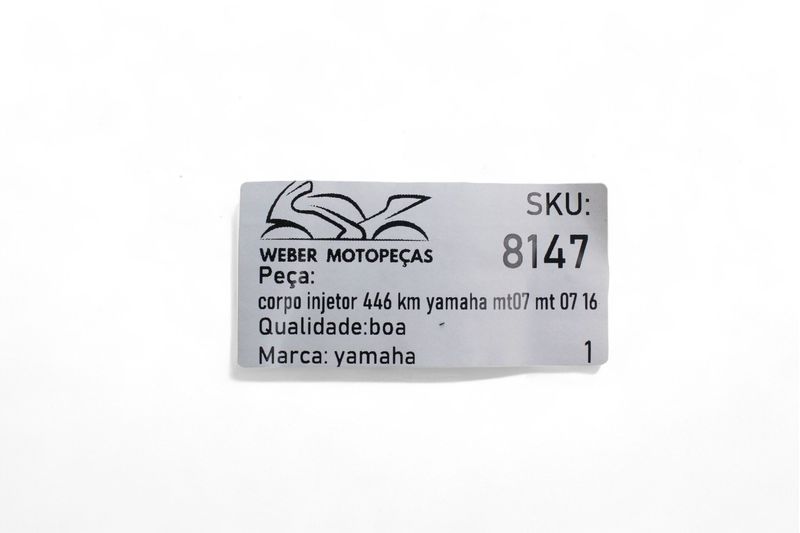 SKU:
8147
WEBER MOTOPEÇAS
Peça:
corpo injetor 446 km yamaha mt07 mt 07 16
Qualidade:boa
Marca: yamaha
1